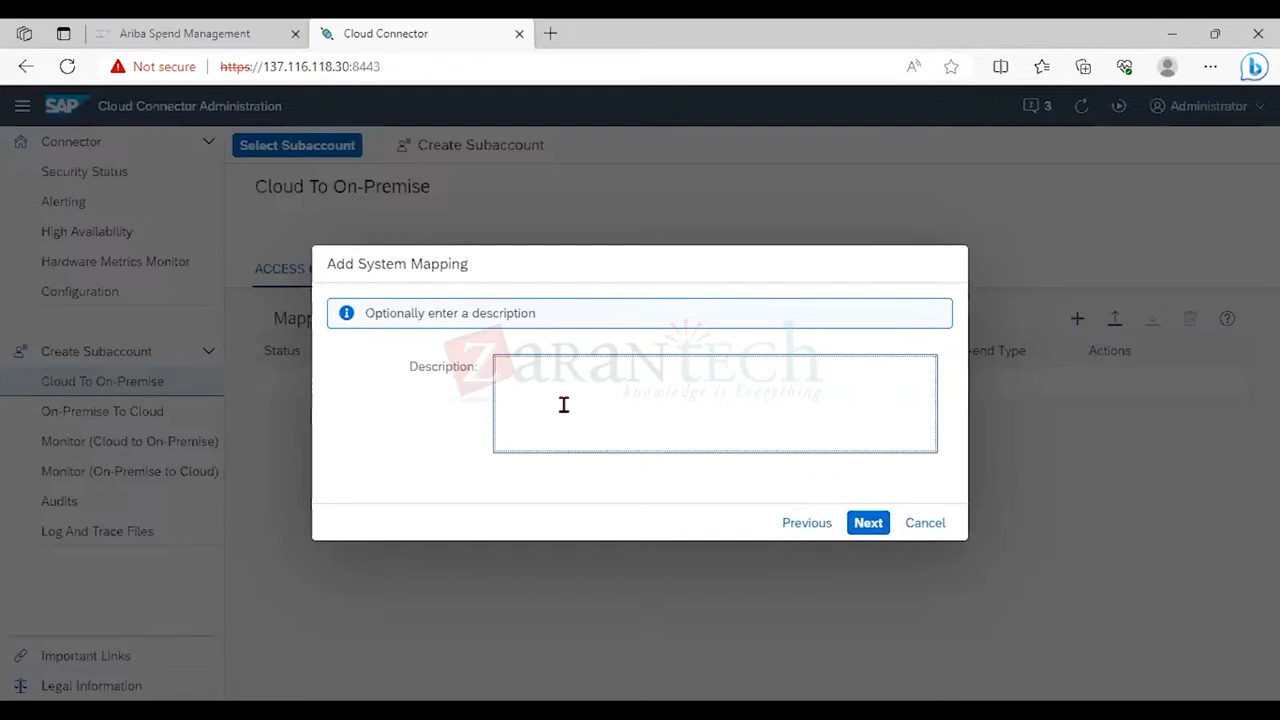 Ariba Spend Management
Cloud Connector
Not secure
https://137.116.118.30:8443
SAP
Cloud Connector Administration
3
Administrator
Connector
Security Status
Alerting
High Availability
Hardware Metrics Monitor
Configuration
Create Subaccount
Cloud To On-Premise
On-Premise To Cloud
Monitor (Cloud to On-Premise)
Monitor (On-Premise to Cloud)
Audits
Log And Trace Files
Important Links
Legal Information
Select Subaccount
Create Subaccount
Cloud To On-Premise
ACCESS
Mapp
Status
end Type
Actions
Add System Mapping
Optionally enter a description
Description:
ZaranTech
knowledge is Everything
Previous
Next
Cancel